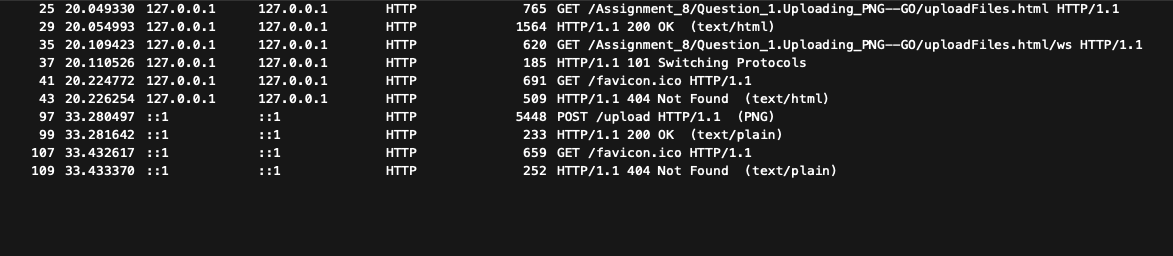 25 20.049330 127.0.0.1 127.0.0.1 HTTP 765 GET /Assignment_8/Question_1.Uploading_PNG--GO/uploadFiles.html HTTP/1.1
29 20.054993 127.0.0.1 127.0.0.1 HTTP 1564 HTTP/1.1 200 OK (text/html)
35 20.109423 127.0.0.1 127.0.0.1 HTTP 620 GET /Assignment_8/Question_1.Uploading_PNG--GO/uploadFiles.html/ws HTTP/1.1
37 20.110526 127.0.0.1 127.0.0.1 HTTP 185 HTTP/1.1 101 Switching Protocols
41 20.224772 127.0.0.1 127.0.0.1 HTTP 691 GET /favicon.ico HTTP/1.1
43 20.226254 127.0.0.1 127.0.0.1 HTTP 509 HTTP/1.1 404 Not Found (text/html)
97 33.280497 ::1 ::1 HTTP 5448 POST /upload HTTP/1.1 (PNG)
99 33.281642 ::1 ::1 HTTP 233 HTTP/1.1 200 OK (text/plain)
107 33.432617 ::1 ::1 HTTP 659 GET /favicon.ico HTTP/1.1
109 33.433370 ::1 ::1 HTTP 252 HTTP/1.1 404 Not Found (text/plain)